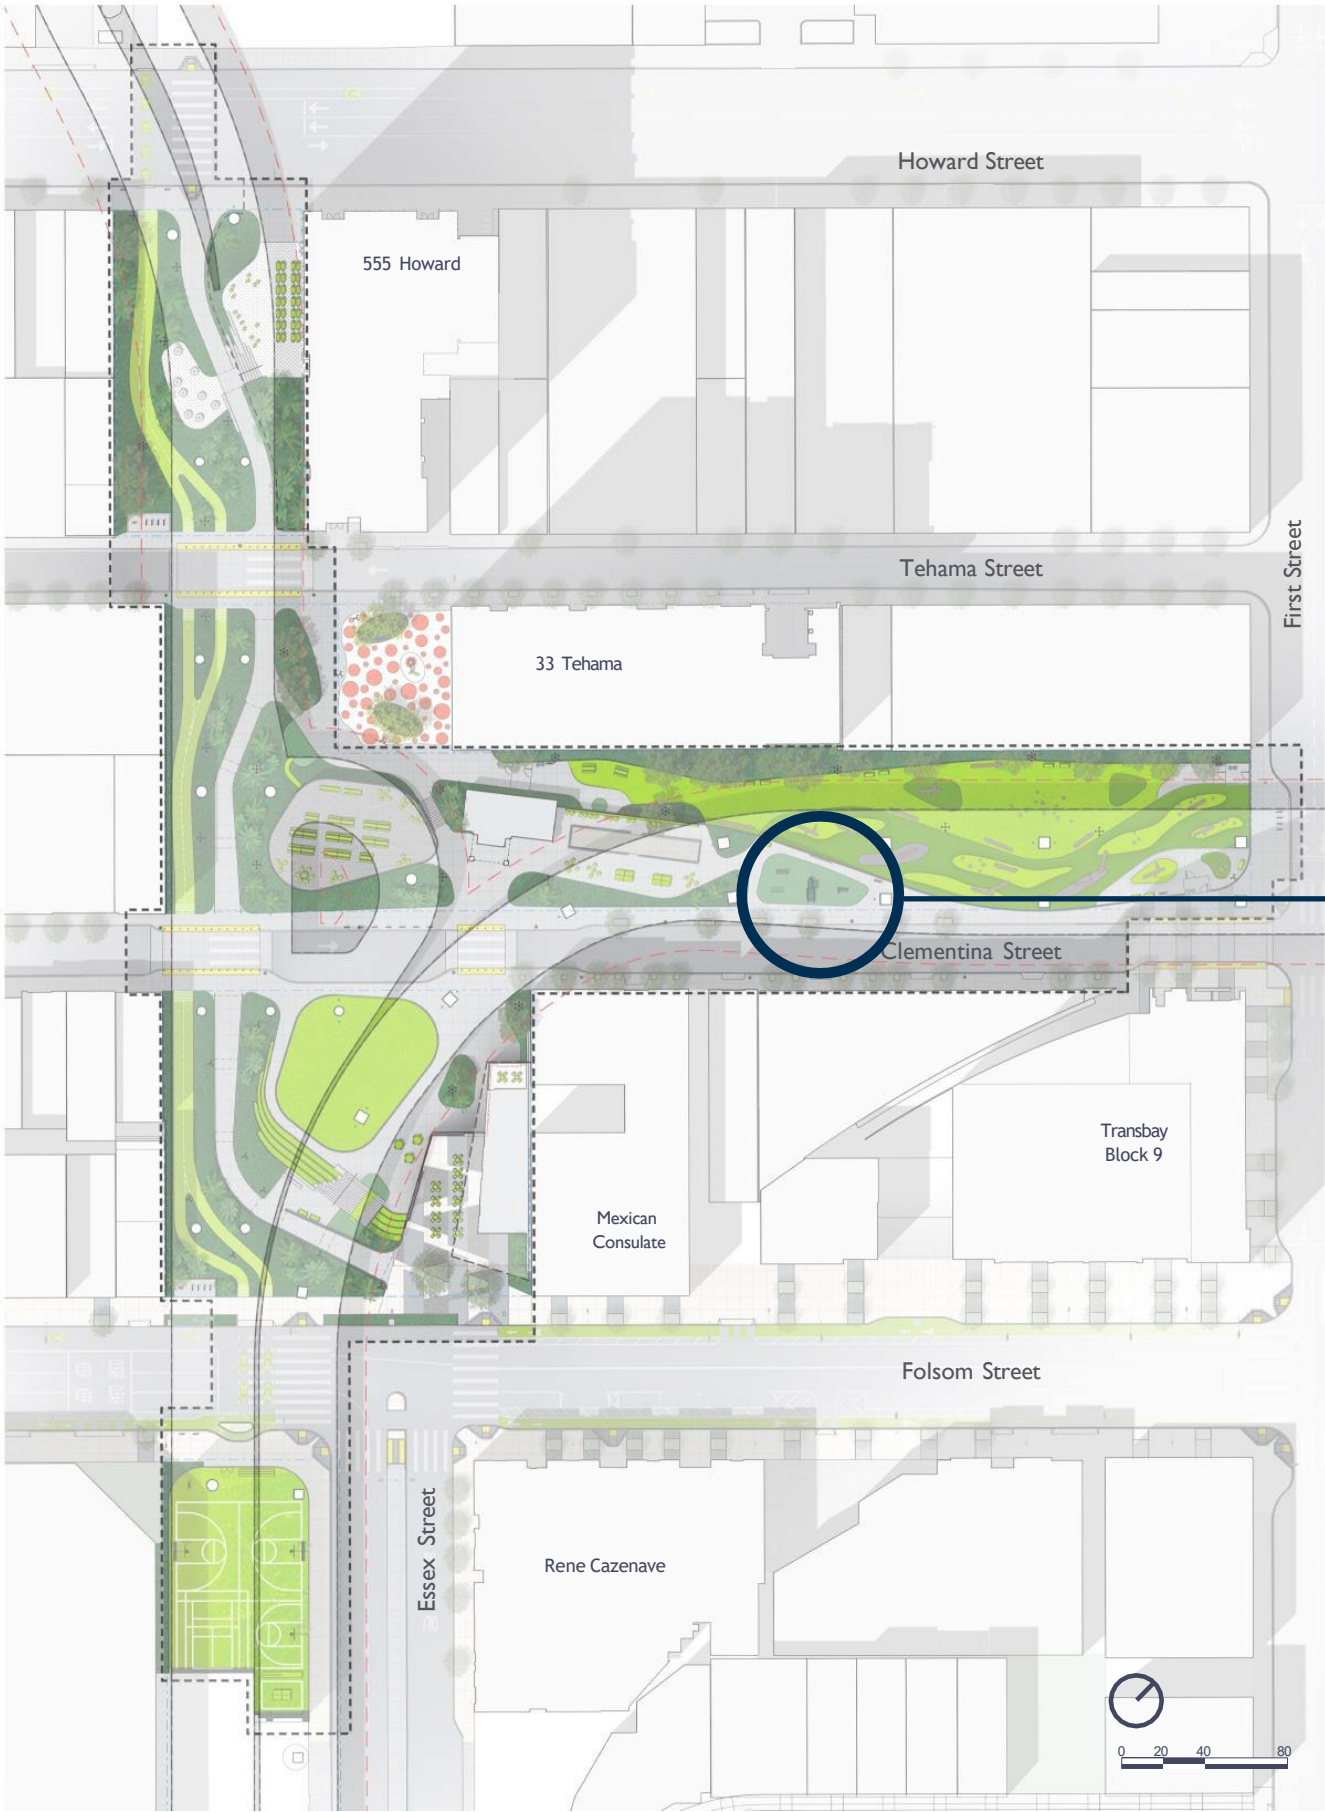 Howard Street
555 Howard
Tehama Street
First Street
33 Tehama
Clementina Street
Transbay
Block 9
Mexican
Consulate
Folsom Street
Essex Street
Rene Cazenave
0 20 40 80